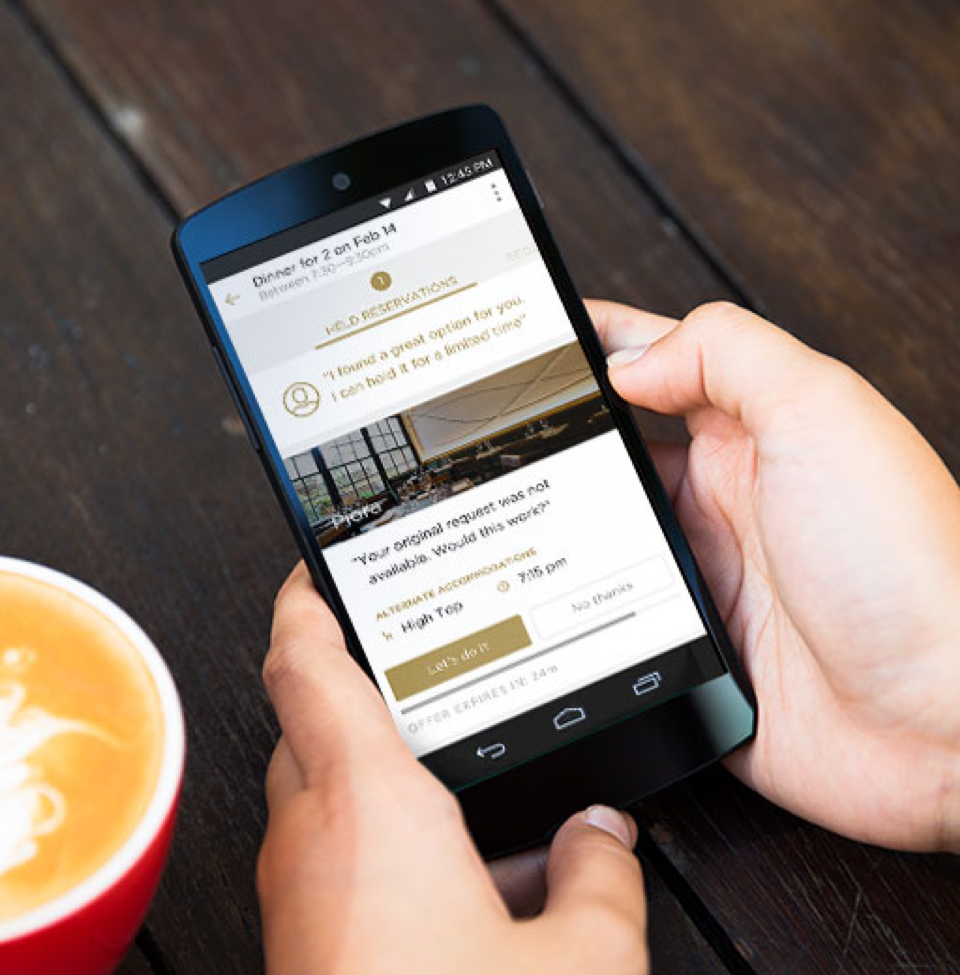 12:45 PM
Dinner for 2 on Feb 14
Between 7:30—9:30pm
1
HELD RESERVATIONS
RED
"I found a great option for you.
I can hold it for a limited time"
Piora
"Your original request was not
available. Would this work?"
ALTERNATE ACCOMMODATIONS
High Top
7:15 pm
Let's do it
No thanks
OFFER EXPIRES IN: 24m